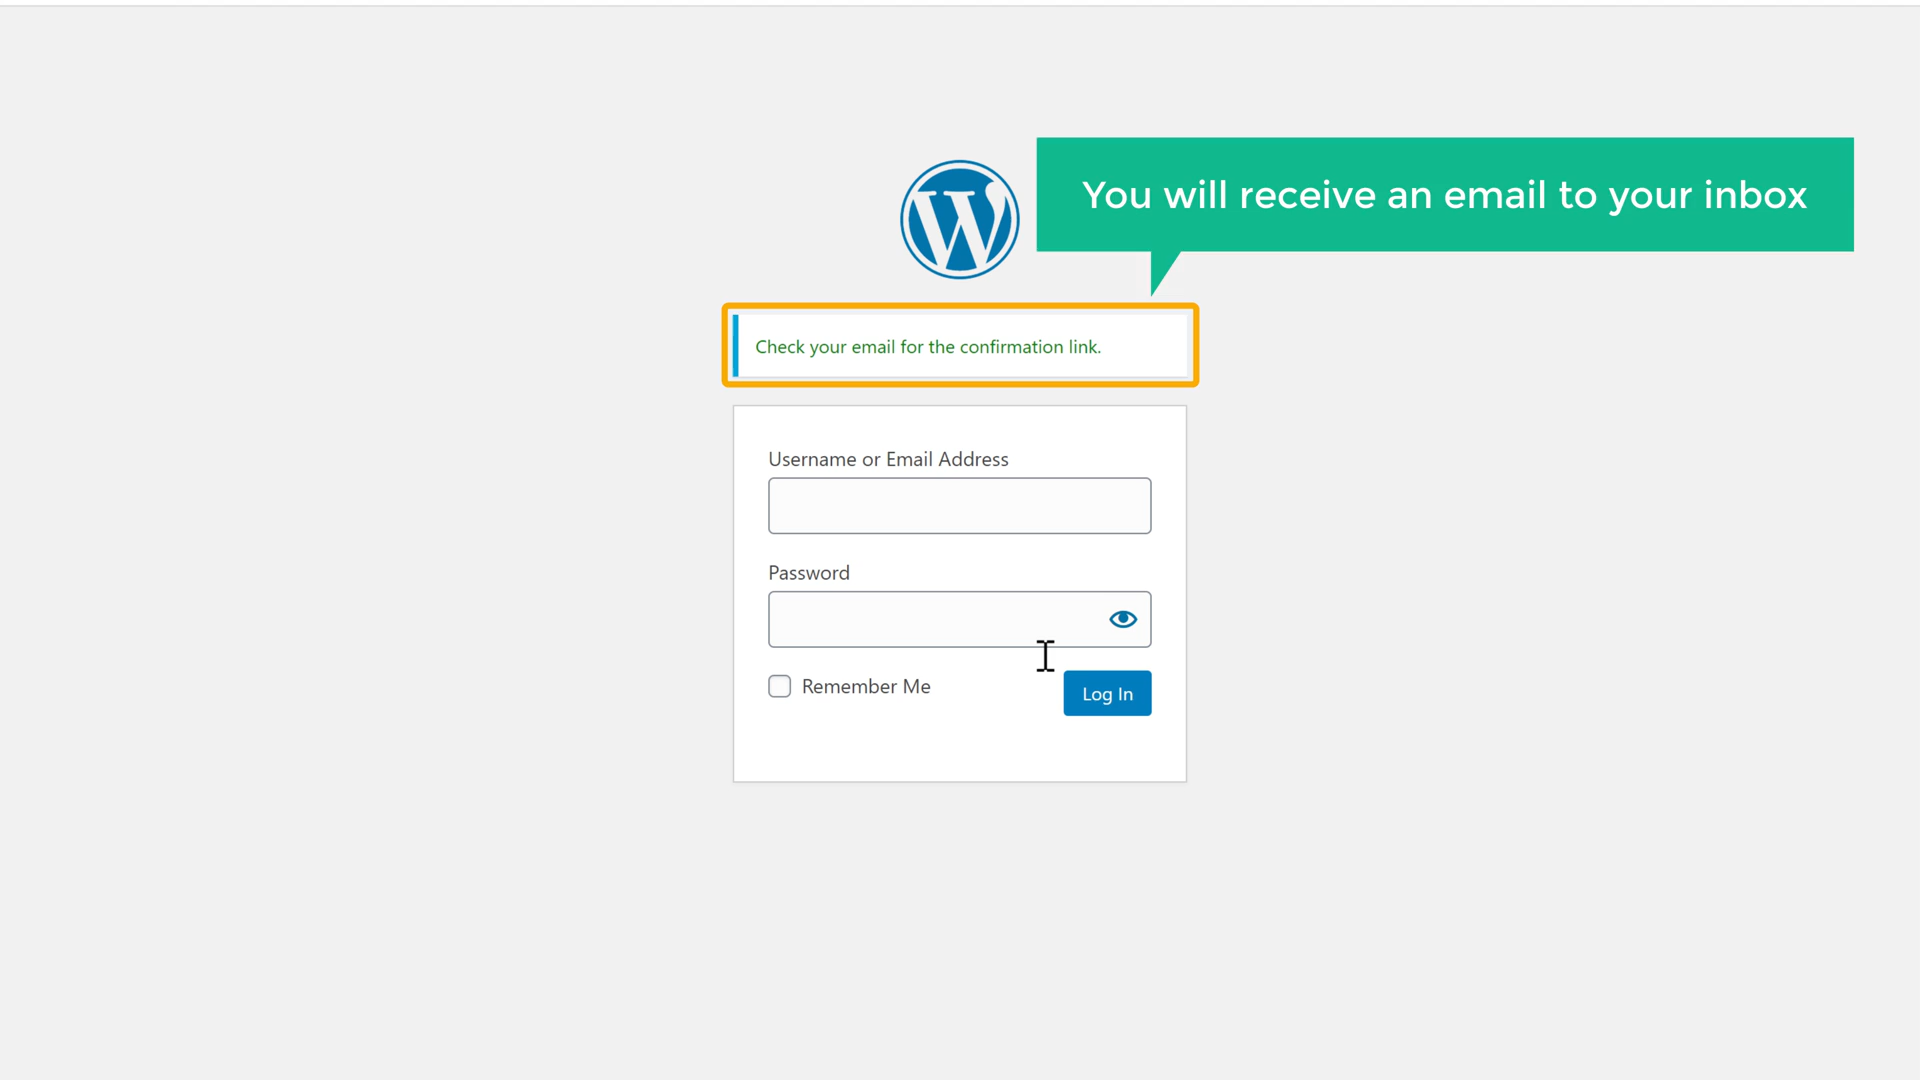 You will receive an email to your inbox
Check your email for the confirmation link.
Username or Email Address
Password
Remember Me
Log In